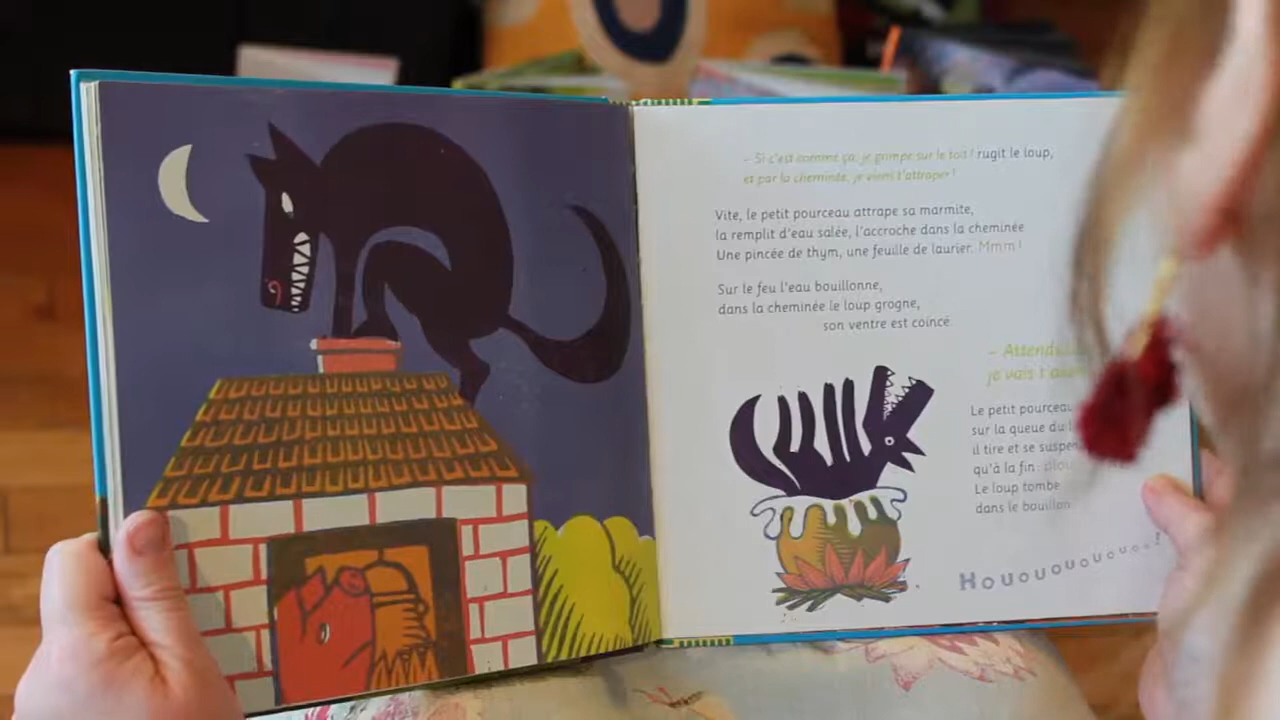 – Si c'est comme ça, je grimpe sur le toit ! rugit le loup,
et par la cheminée, je viens t'attraper !
Vite, le petit pourceau attrape sa marmite,
la remplit d'eau salée, l'accroche dans la cheminée
Une pincée de thym, une feuille de laurier. Mmm !
Sur le feu l'eau bouillonne,
dans la cheminée le loup grogne,
son ventre est coincé.
– Attends
je vais t'
Le petit pourceau
sur la queue du
il tire et se
qu'à la fin :
Le loup tombe
dans le bouillon.
Hououououou...!